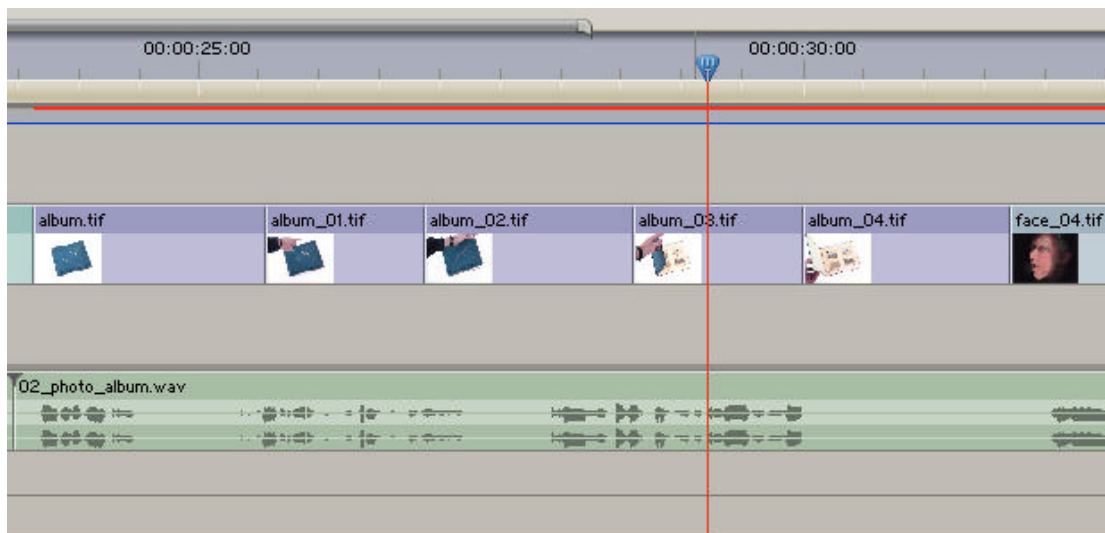 00:00:25:00 00:00:30:00
album.tif album_01.tif album_02.tif album_03.tif album_04.tif face_04.tif
02_photo_album.wav